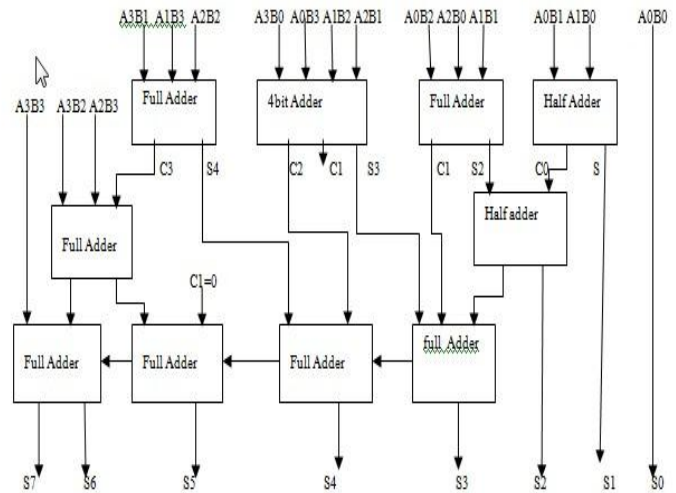 A3B1 A1B3 A2B2 A3B0 A0B3 A1B2 A2B1 A0B2 A2B0 A1B1 A0B1 A1B0 A0B0
Full Adder 4bit Adder Full Adder Half Adder
A3B3 A3B2 A2B3
C3 S4 C2 C1 S3 C1 S2 C0 S
Half adder
Full Adder
C1=0
full Adder
Full Adder Full Adder Full Adder
S7 S6 S5 S4 S3 S2 S1 S0